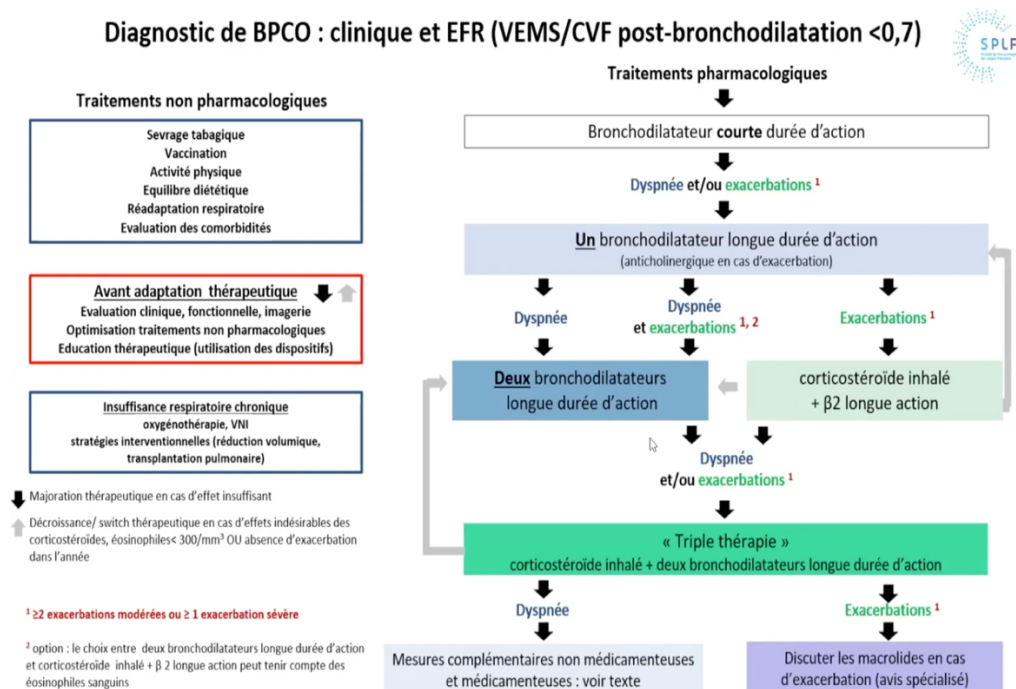 Diagnostic de BPCO : clinique et EFR (VEMS/CVF post-bronchodilatation <0,7)
SPLF
Traitements non pharmacologiques
Sevrage tabagique
Vaccination
Activité physique
Equilibre diététique
Réadaptation respiratoire
Evaluation des comorbidités
Avant adaptation thérapeutique
Evaluation clinique, fonctionnelle, imagerie
Optimisation traitements non pharmacologiques
Education thérapeutique (utilisation des dispositifs)
Insuffisance respiratoire chronique
oxygénothérapie, VNI
stratégies interventionnelles (réduction volumique,
transplantation pulmonaire)
Majoration thérapeutique en cas d'effet insuffisant
Décroissance/ switch thérapeutique en cas d'effets indésirables des
corticostéroïdes, éosinophiles< 300/mm³ OU absence d'exacerbation
dans l'année
¹ ≥2 exacerbations modérées ou ≥ 1 exacerbation sévère
² option : le choix entre deux bronchodilatateurs longue durée d'action
et corticostéroïde inhalé + β 2 longue action peut tenir compte des
éosinophiles sanguins
Traitements pharmacologiques
Bronchodilatateur courte durée d'action
Dyspnée et/ou exacerbations ¹
Un bronchodilatateur longue durée d'action
(anticholinergique en cas d'exacerbation)
Dyspnée
Dyspnée
et exacerbations ¹, ²
Exacerbations ¹
Deux bronchodilatateurs
longue durée d'action
corticostéroïde inhalé
+ β2 longue action
Dyspnée
et/ou exacerbations ¹
« Triple thérapie »
corticostéroïde inhalé + deux bronchodilatateurs longue durée d'action
Dyspnée
Exacerbations ¹
Mesures complémentaires non médicamenteuses
et médicamenteuses : voir texte
Discuter les macrolides en cas
d'exacerbation (avis spécialisé)